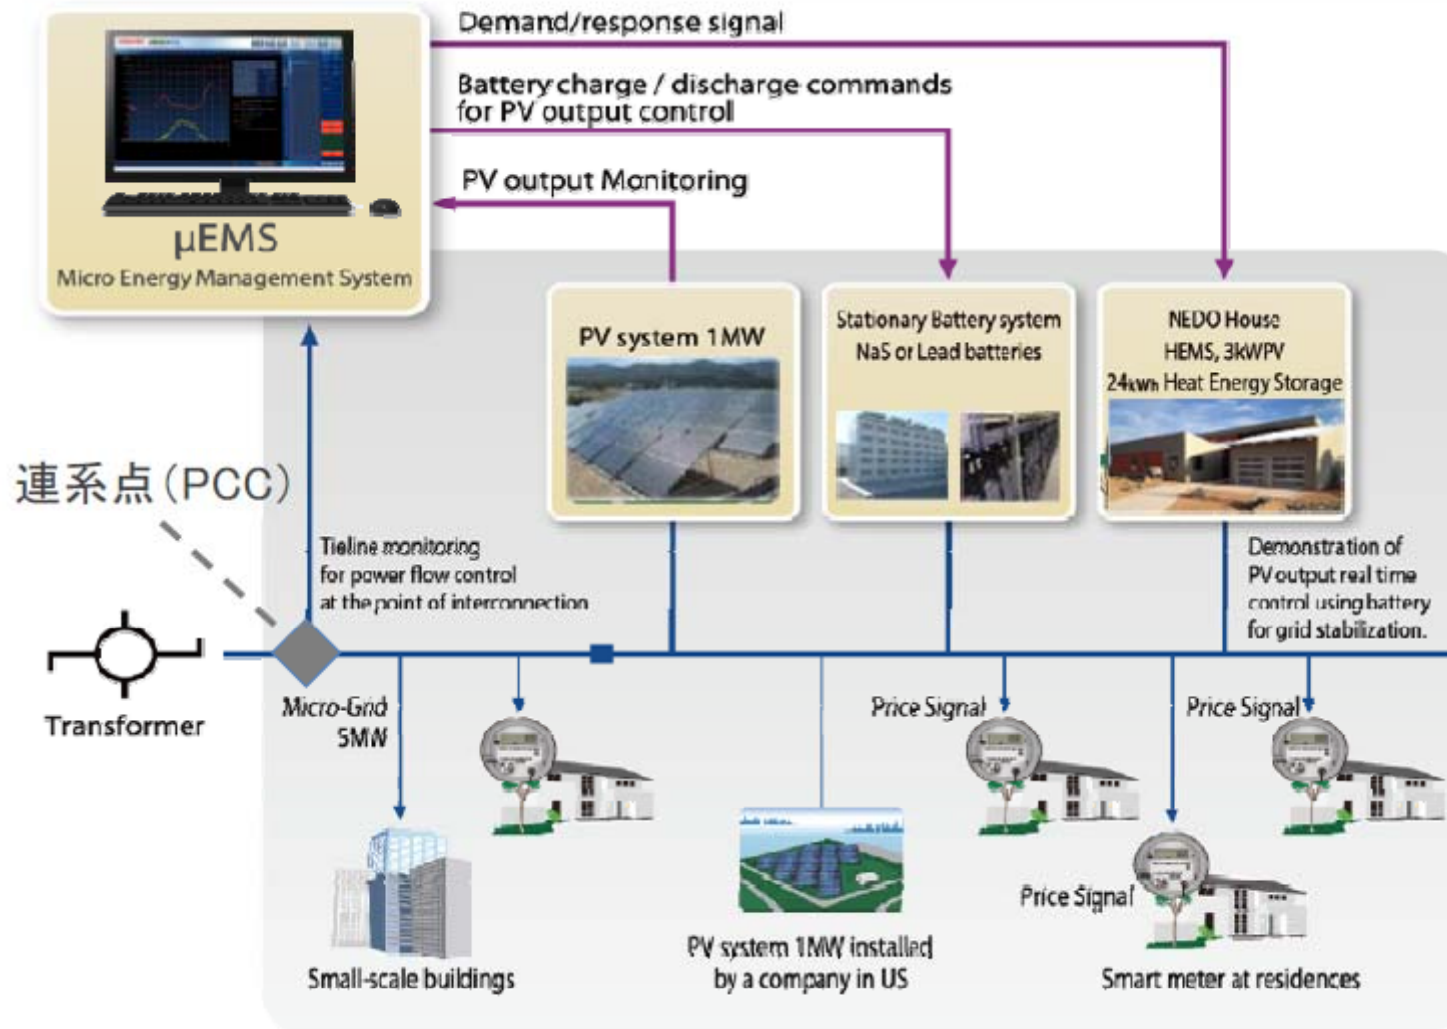 Demand/response signal
Battery charge / discharge commands
for PV output control
PV output Monitoring
μEMS
Micro Energy Management System
PV system 1MW
Stationary Battery system
NaS or Lead batteries
NEDO House
HEMS, 3kWPV
24kWh Heat Energy Storage
連系点(PCC)
Tieline monitoring
for power flow control
at the point of interconnection
Demonstration of
PV output real time
control using battery
for grid stabilization.
Transformer
Micro-Grid
5MW
Price Signal
Price Signal
Price Signal
Small-scale buildings
PV system 1MW installed
by a company in US
Smart meter at residences